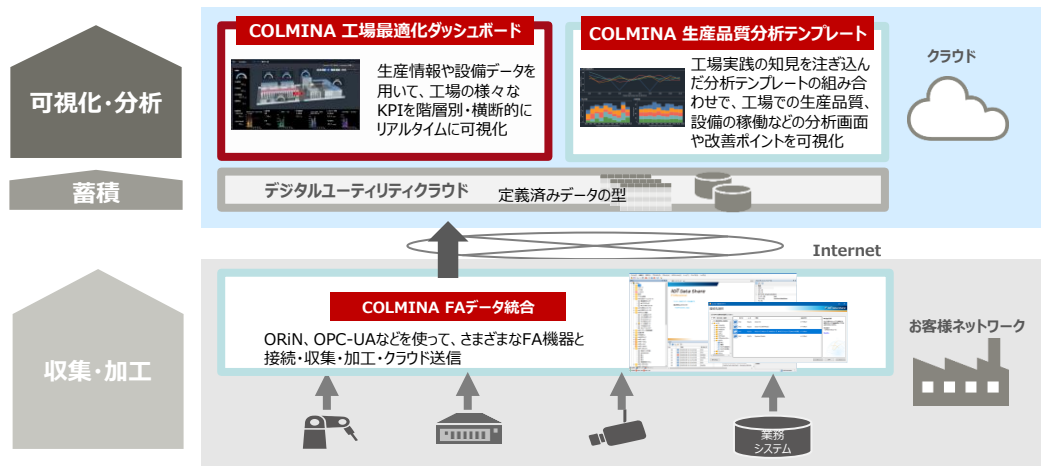 COLMINA 工場最適化ダッシュボード
COLMINA 生産品質分析テンプレート
可視化・分析
生産情報や設備データを
用いて、工場の様々な
KPIを階層別・横断的に
リアルタイムに可視化
工場実践の知見を注ぎ込ん
だ分析テンプレートの組み合
わせで、工場での生産品質、
設備の稼働などの分析画面
や改善ポイントを可視化
クラウド
蓄積
デジタルユーティリティクラウド
定義済みデータの型
Internet
収集・加工
COLMINA FAデータ統合
ORiN、OPC-UAなどを使って、さまざまなFA機器と
接続・収集・加工・クラウド送信
Data Share
お客様ネットワーク
業務
システム